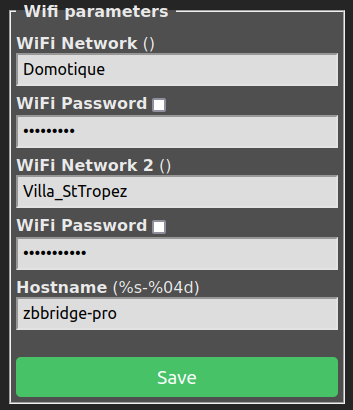 Wifi parameters
WiFi Network ()
Domotique
WiFi Password
•••••••••
WiFi Network 2 ()
Villa_StTropez
WiFi Password
•••••••••••
Hostname (%s-%04d)
zbbridge-pro
Save